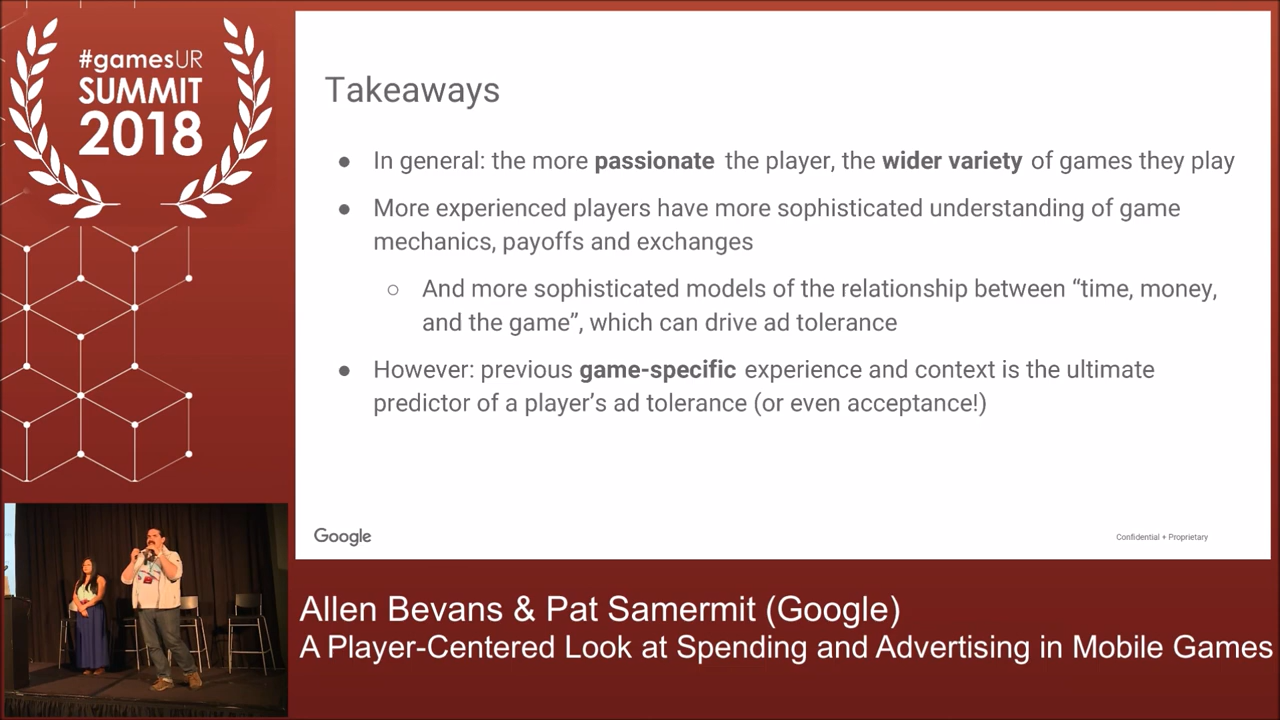 #gamesUR
SUMMIT
2018
Takeaways
● In general: the more passionate the player, the wider variety of games they play
● More experienced players have more sophisticated understanding of game
mechanics, payoffs and exchanges
○ And more sophisticated models of the relationship between “time, money,
and the game”, which can drive ad tolerance
● However: previous game-specific experience and context is the ultimate
predictor of a player’s ad tolerance (or even acceptance!)
Google
Confidential + Proprietary
Allen Bevans & Pat Samermit (Google)
A Player-Centered Look at Spending and Advertising in Mobile Games